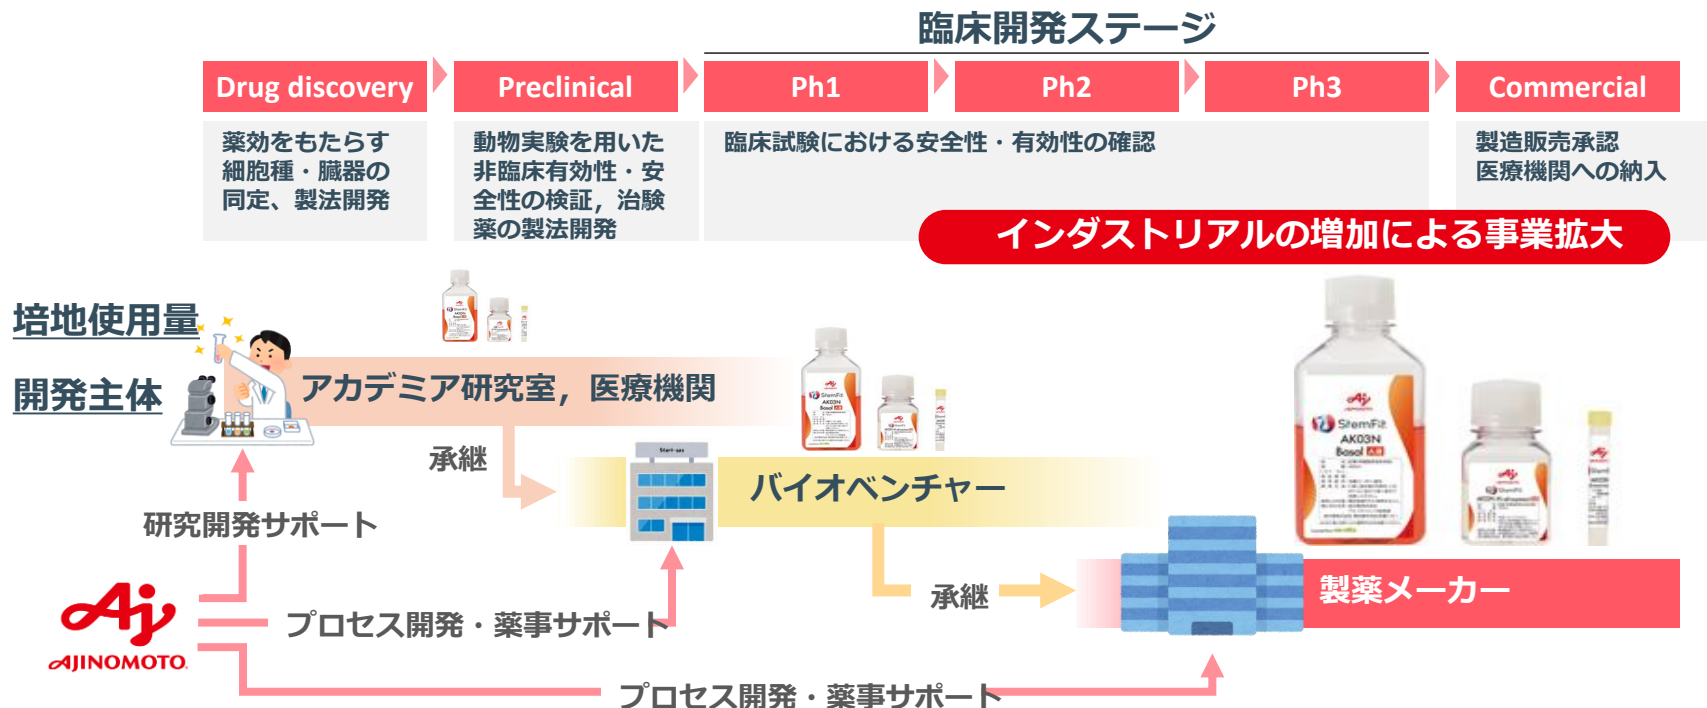 臨床開発ステージ
Drug discovery
Preclinical
Ph1
Ph2
Ph3
Commercial
薬効をもたらす
細胞種・臓器の
同定、製法開発
動物実験を用いた
非臨床有効性・安
全性の検証，治験
薬の製法開発
臨床試験における安全性・有効性の確認
製造販売承認
医療機関への納入
インダストリアルの増加による事業拡大
培地使用量
開発主体
アカデミア研究室，医療機関
StemFit
AK03N
Basal
AJINOMOTO
StemFit
AK03N
Basal
承継
Start-ups
バイオベンチャー
研究開発サポート
承継
製薬メーカー
Aj
AJINOMOTO
プロセス開発・薬事サポート
プロセス開発・薬事サポート